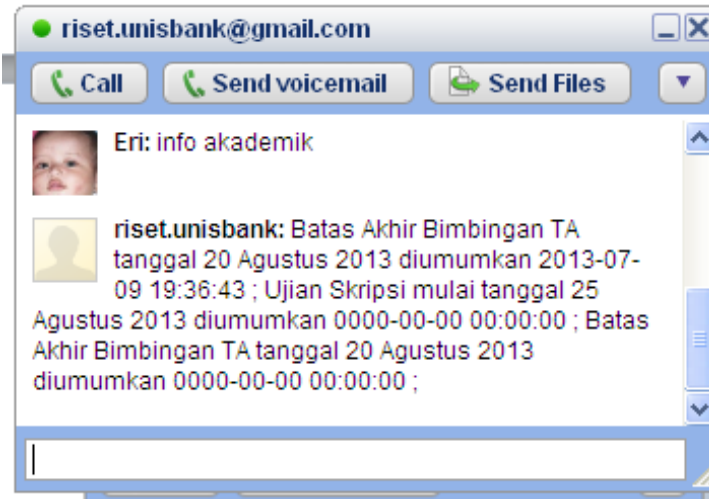 riset.unisbank@gmail.com
Call Send voicemail Send Files
Eri: info akademik
riset.unisbank: Batas Akhir Bimbingan TA
tanggal 20 Agustus 2013 diumumkan 2013-07-
09 19:36:43 ; Ujian Skripsi mulai tanggal 25
Agustus 2013 diumumkan 0000-00-00 00:00:00 ; Batas
Akhir Bimbingan TA tanggal 20 Agustus 2013
diumumkan 0000-00-00 00:00:00 ;